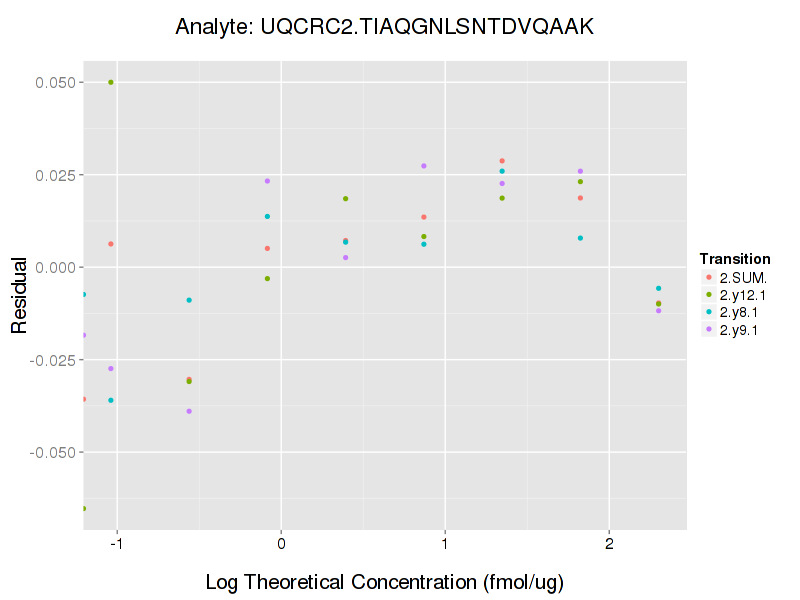 Analyte: UQCRC2.TIAQGNLSNTDVQAAK
0.050
0.025
0.000
-0.025
-0.050
Residual
-1 0 1 2
Log Theoretical Concentration (fmol/ug)
Transition
2.SUM.
2.y12.1
2.y8.1
2.y9.1